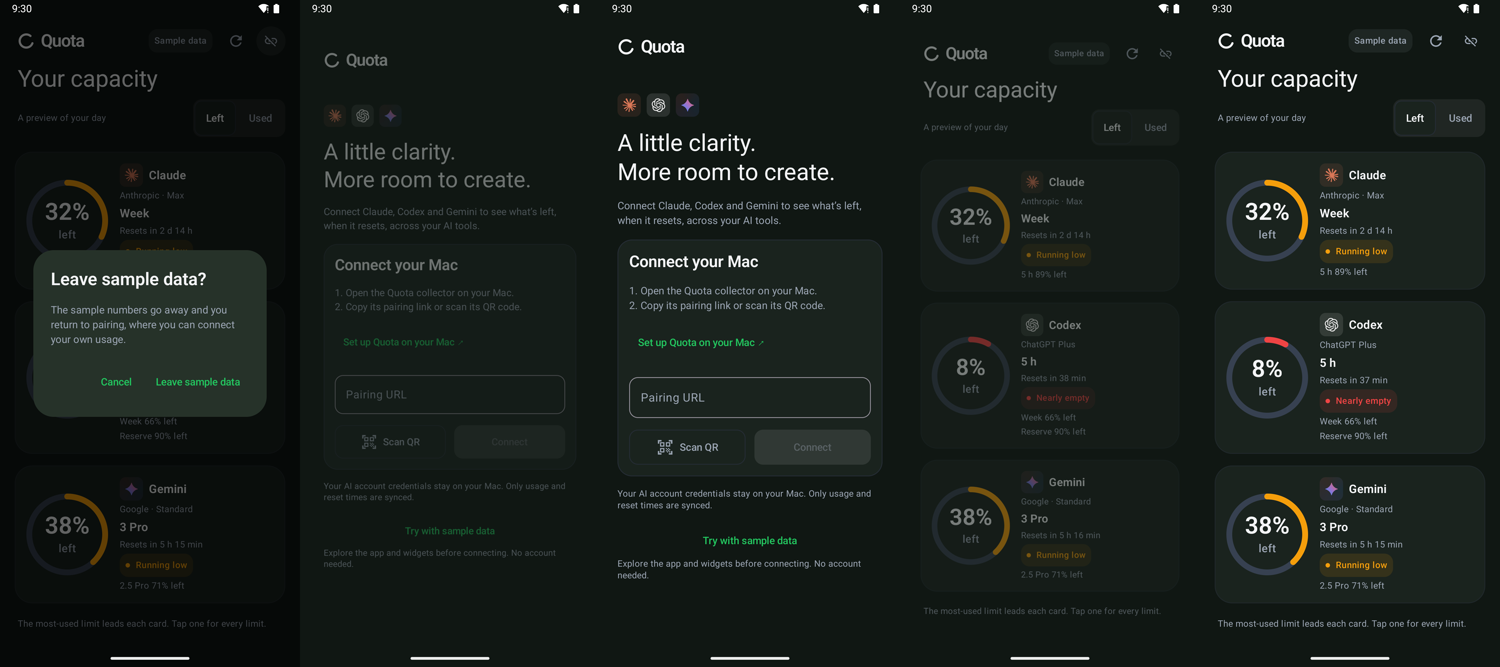 9:30
Quota
Sample data
Your capacity
A preview of your day
Left
Used
Claude
Anthropic · Max
32%
left
Week
Resets in 2 d 14 h
Leave sample data?
The sample numbers go away and you
return to pairing, where you can connect
your own usage.
Cancel
Leave sample data
Week 66% left
Reserve 90% left
Gemini
Google · Standard
38%
left
3 Pro
Resets in 5 h 15 min
Running low
2.5 Pro 71% left
The most-used limit leads each card. Tap one for every limit.
9:30
Quota
A little clarity.
More room to create.
Connect Claude, Codex and Gemini to see what's left,
when it resets, across your AI tools.
Connect your Mac
1. Open the Quota collector on your Mac.
2. Copy its pairing link or scan its QR code.
Set up Quota on your Mac ↗
Pairing URL
Scan QR
Connect
Your AI account credentials stay on your Mac. Only usage and
reset times are synced.
Try with sample data
Explore the app and widgets before connecting. No account
needed.
9:30
Quota
A little clarity.
More room to create.
Connect Claude, Codex and Gemini to see what's left,
when it resets, across your AI tools.
Connect your Mac
1. Open the Quota collector on your Mac.
2. Copy its pairing link or scan its QR code.
Set up Quota on your Mac ↗
Pairing URL
Scan QR
Connect
Your AI account credentials stay on your Mac. Only usage and
reset times are synced.
Try with sample data
Explore the app and widgets before connecting. No account
needed.
9:30
Quota
Sample data
Your capacity
A preview of your day
Left
Used
Claude
Anthropic · Max
32%
left
Week
Resets in 2 d 14 h
Running low
5 h 89% left
Codex
ChatGPT Plus
8%
left
5 h
Resets in 38 min
Nearly empty
Week 66% left
Reserve 90% left
Gemini
Google · Standard
38%
left
3 Pro
Resets in 5 h 16 min
Running low
2.5 Pro 71% left
The most-used limit leads each card. Tap one for every limit.
9:30
Quota
Sample data
Your capacity
A preview of your day
Left
Used
Claude
Anthropic · Max
32%
left
Week
Resets in 2 d 14 h
Running low
5 h 89% left
Codex
ChatGPT Plus
8%
left
5 h
Resets in 37 min
Nearly empty
Week 66% left
Reserve 90% left
Gemini
Google · Standard
38%
left
3 Pro
Resets in 5 h 15 min
Running low
2.5 Pro 71% left
The most-used limit leads each card. Tap one for every limit.